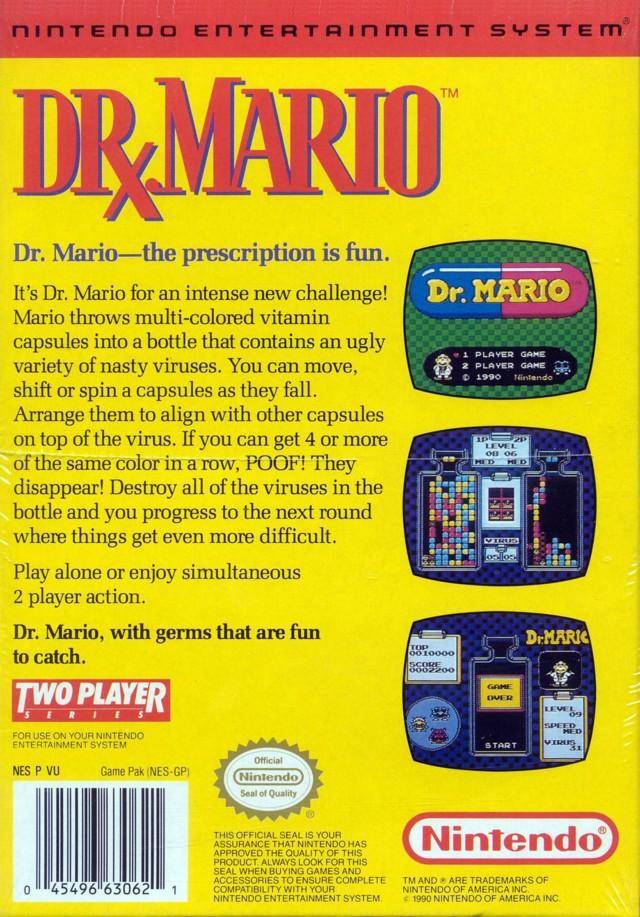 NINTENDO ENTERTAINMENT SYSTEM®
DRx.MARIO™
Dr. Mario—the prescription is fun.
It's Dr. Mario for an intense new challenge!
Mario throws multi-colored vitamin
capsules into a bottle that contains an ugly
variety of nasty viruses. You can move,
shift or spin a capsules as they fall.
Arrange them to align with other capsules
on top of the virus. If you can get 4 or more
of the same color in a row, POOF! They
disappear! Destroy all of the viruses in the
bottle and you progress to the next round
where things get even more difficult.
Play alone or enjoy simultaneous
2 player action.
Dr. Mario, with germs that are fun
to catch.
TWO PLAYER
SERIES
FOR USE ON YOUR NINTENDO
ENTERTAINMENT SYSTEM
NES P VU Game Pak (NES-GP)
0 45496 63062 1
Official
Nintendo
Seal of Quality
®
THIS OFFICIAL SEAL IS YOUR
ASSURANCE THAT NINTENDO HAS
APPROVED THE QUALITY OF THIS
PRODUCT. ALWAYS LOOK FOR THIS
SEAL WHEN BUYING GAMES AND
ACCESSORIES TO ENSURE COMPLETE
COMPATIBILITY WITH YOUR
NINTENDO ENTERTAINMENT SYSTEM.
Dr. MARIO™
1 PLAYER GAME
2 PLAYER GAME
© 1990 Nintendo
1P 2P
LEVEL
08 06
MED MED
VIRUS
05 05
Dr.MARIO
TOP
0010000
SCORE
0002200
GAME
OVER
START
LEVEL
09
SPEED
MED
VIRUS
31
Nintendo®
TM AND ® ARE TRADEMARKS OF
NINTENDO OF AMERICA INC.
© 1990 NINTENDO OF AMERICA INC.